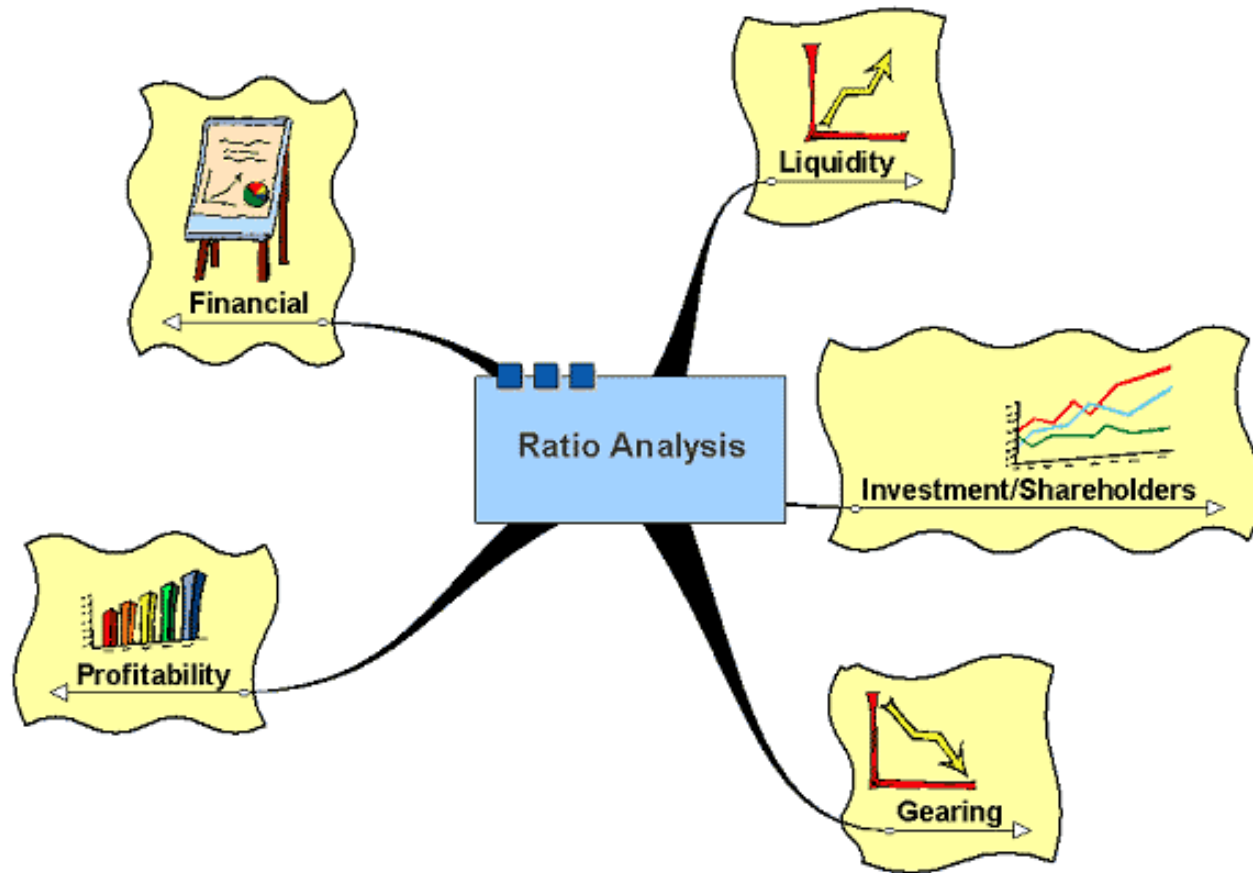 Liquidity
Financial
Ratio Analysis
Investment/Shareholders
Profitability
Gearing